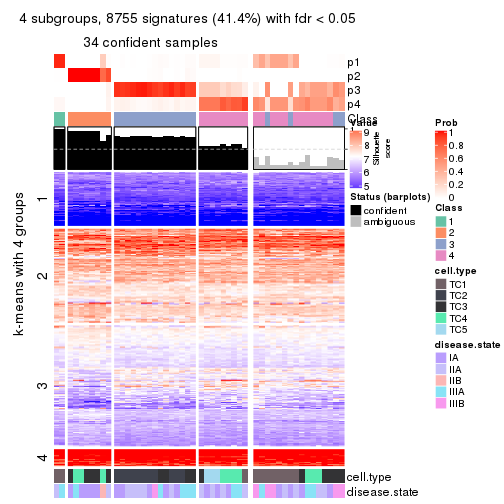 4 subgroups, 8755 signatures (41.4%) with fdr < 0.05
34 confident samples
p1
p2
p3
p4
Class
1
2
3
4
k-means with 4 groups
cell.type
disease.state
Silhouette
score
Value
9
8
7
6
5
Status (barplots)
confident
ambiguous
Prob
1
0.8
0.6
0.4
0.2
0
Class
1
2
3
4
cell.type
TC1
TC2
TC3
TC4
TC5
disease.state
IA
IIA
IIB
IIIA
IIIB